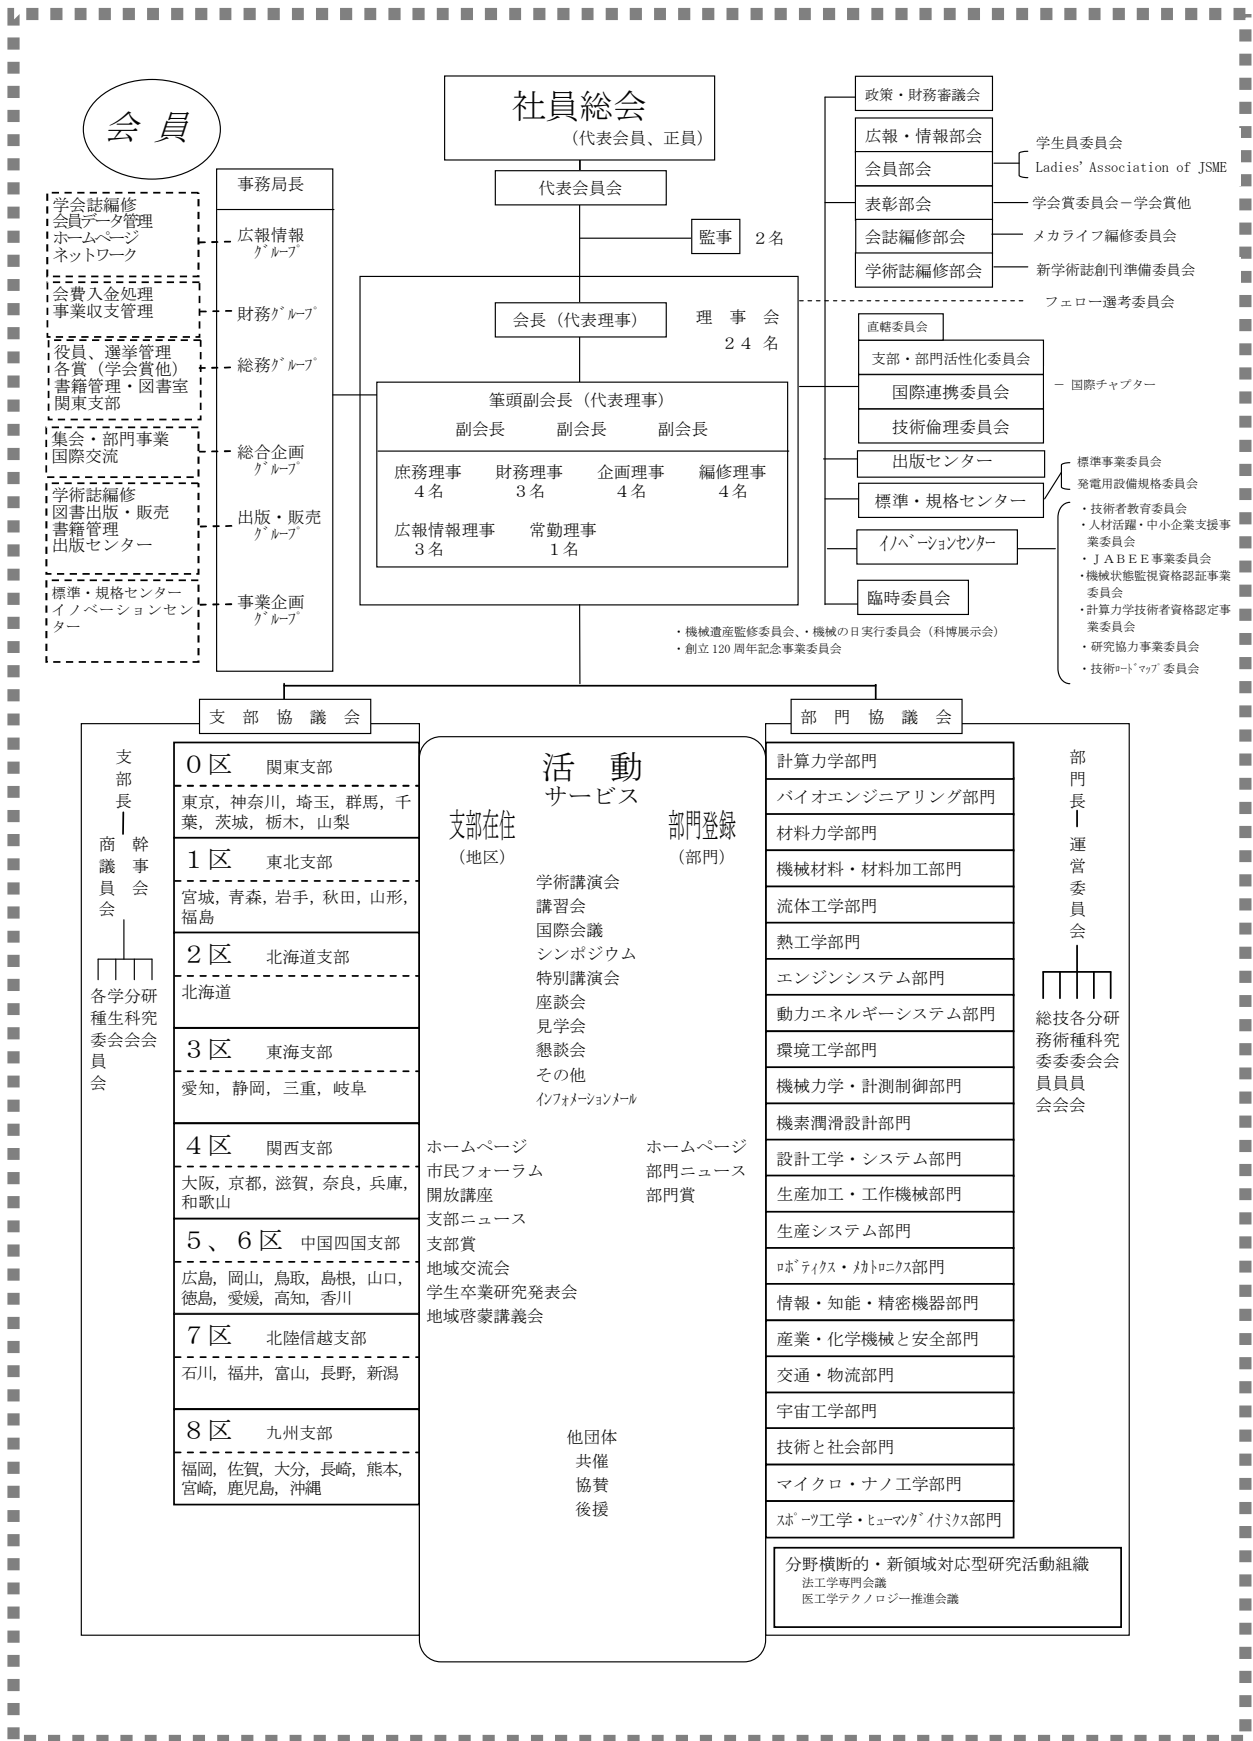 会 員
社員総会
(代表会員、正員)
代表会員会
監事 2名
会長（代表理事）
理 事 会
2４ 名
筆頭副会長（代表理事）
副会長 副会長 副会長
庶務理事 財務理事 企画理事 編修理事
４名 ３名 ４名 ４名
広報情報理事 常勤理事
３名 １名
事務局長
広報情報
ｸﾞﾙｰﾌﾟ
財務ｸﾞﾙｰﾌﾟ
総務ｸﾞﾙｰﾌﾟ
総合企画
ｸﾞﾙｰﾌﾟ
出版・販売
ｸﾞﾙｰﾌﾟ
事業企画
ｸﾞﾙｰﾌﾟ
学会誌編修
会員データ管理
ホームページ
ネットワーク
会費入金処理
事業収支管理
役員、選挙管理
各賞（学会賞他）
書籍管理・図書室
関東支部
集会・部門事業
国際交流
学術誌編修
図書出版・販売
書籍管理
出版センター
標準・規格センター
イノベーションセン
ター
政策・財務審議会
広報・情報部会
会員部会
学生員委員会
Ladies' Association of JSME
表彰部会
学会賞委員会－学会賞他
会誌編修部会
メカライフ編修委員会
学術誌編修部会
新学術誌創刊準備委員会
フェロー選考委員会
直轄委員会
支部・部門活性化委員会
国際連携委員会
－ 国際チャプター
技術倫理委員会
出版センター
標準・規格センター
標準事業委員会
発電用設備規格委員会
ｲﾉﾍﾞｰｼｮﾝｾﾝﾀｰ
・技術者教育委員会
・人材活躍・中小企業支援事
業委員会
・ＪＡＢＥＥ事業委員会
・機械状態監視資格認証事業
委員会
・計算力学技術者資格認定事
業委員会
・研究協力事業委員会
・技術ﾛｰﾄﾞﾏｯﾌﾟ委員会
臨時委員会
・機械遺産監修委員会、・機械の日実行委員会（科博展示会）
・創立 120 周年記念事業委員会
支 部 協 議 会
部 門 協 議 会
支部長
商議員会
幹事会
各種委員会
学生会
分科会
研究会
０区 関東支部
東京, 神奈川, 埼玉, 群馬, 千
葉, 茨城, 栃木, 山梨
１区 東北支部
宮城, 青森, 岩手, 秋田, 山形,
福島
２区 北海道支部
北海道
３区 東海支部
愛知, 静岡, 三重, 岐阜
４区 関西支部
大阪, 京都, 滋賀, 奈良, 兵庫,
和歌山
５、６区 中国四国支部
広島, 岡山, 鳥取, 島根, 山口,
徳島, 愛媛, 高知, 香川
７区 北陸信越支部
石川, 福井, 富山, 長野, 新潟
８区 九州支部
福岡, 佐賀, 大分, 長崎, 熊本,
宮崎, 鹿児島, 沖縄
活 動
サービス
支部在住 部門登録
（地区） （部門）
学術講演会
講習会
国際会議
シンポジウム
特別講演会
座談会
見学会
懇談会
その他
ｲﾝﾌｫﾒｰｼｮﾝﾒｰﾙ
ホームページ
市民フォーラム
開放講座
支部ニュース
支部賞
地域交流会
学生卒業研究発表会
地域啓蒙講義会
ホームページ
部門ニュース
部門賞
他団体
共催
協賛
後援
計算力学部門
バイオエンジニアリング部門
材料力学部門
機械材料・材料加工部門
流体工学部門
熱工学部門
エンジンシステム部門
動力エネルギーシステム部門
環境工学部門
機械力学・計測制御部門
機素潤滑設計部門
設計工学・システム部門
生産加工・工作機械部門
生産システム部門
ﾛﾎﾞﾃｨｸｽ・ﾒｶﾄﾛﾆｸｽ部門
情報・知能・精密機器部門
産業・化学機械と安全部門
交通・物流部門
宇宙工学部門
技術と社会部門
マイクロ・ナノ工学部門
ｽﾎﾟｰﾂ工学・ﾋｭｰﾏﾝﾀﾞｲﾅﾐｸｽ部門
分野横断的・新領域対応型研究活動組織
法工学専門会議
医工学テクノロジー推進会議
部門長
運営委員会
総務委員会
技術委員会
各種委員会
分科会
研究会